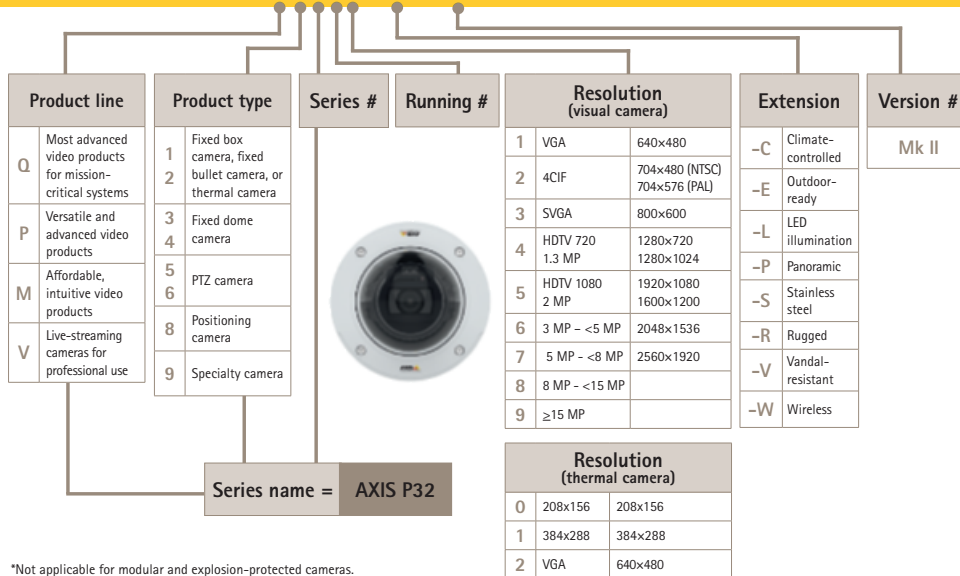 Product line
Q Most advanced
video products
for mission-
critical systems
P Versatile and
advanced video
products
M Affordable,
intuitive video
products
V Live-streaming
cameras for
professional use
Product type
1
2
Fixed box
camera, fixed
bullet camera, or
thermal camera
3
4
Fixed dome
camera
5
6
PTZ camera
8 Positioning
camera
9 Specialty camera
Series #
Running #
Resolution
(visual camera)
1 VGA 640×480
2 4CIF 704×480 (NTSC)
704×576 (PAL)
3 SVGA 800×600
4 HDTV 720 1280×720
1.3 MP 1280×1024
5 HDTV 1080 1920×1080
2 MP 1600×1200
6 3 MP - <5 MP 2048×1536
7 5 MP - <8 MP 2560×1920
8 8 MP - <15 MP
9 ≥15 MP
Extension
-C Climate-
controlled
-E Outdoor-
ready
-L LED
illumination
-P Panoramic
-S Stainless
steel
-R Rugged
-V Vandal-
resistant
-W Wireless
Version #
Mk II
Series name = AXIS P32
Resolution
(thermal camera)
0 208x156 208x156
1 384x288 384×288
2 VGA 640×480
*Not applicable for modular and explosion-protected cameras.